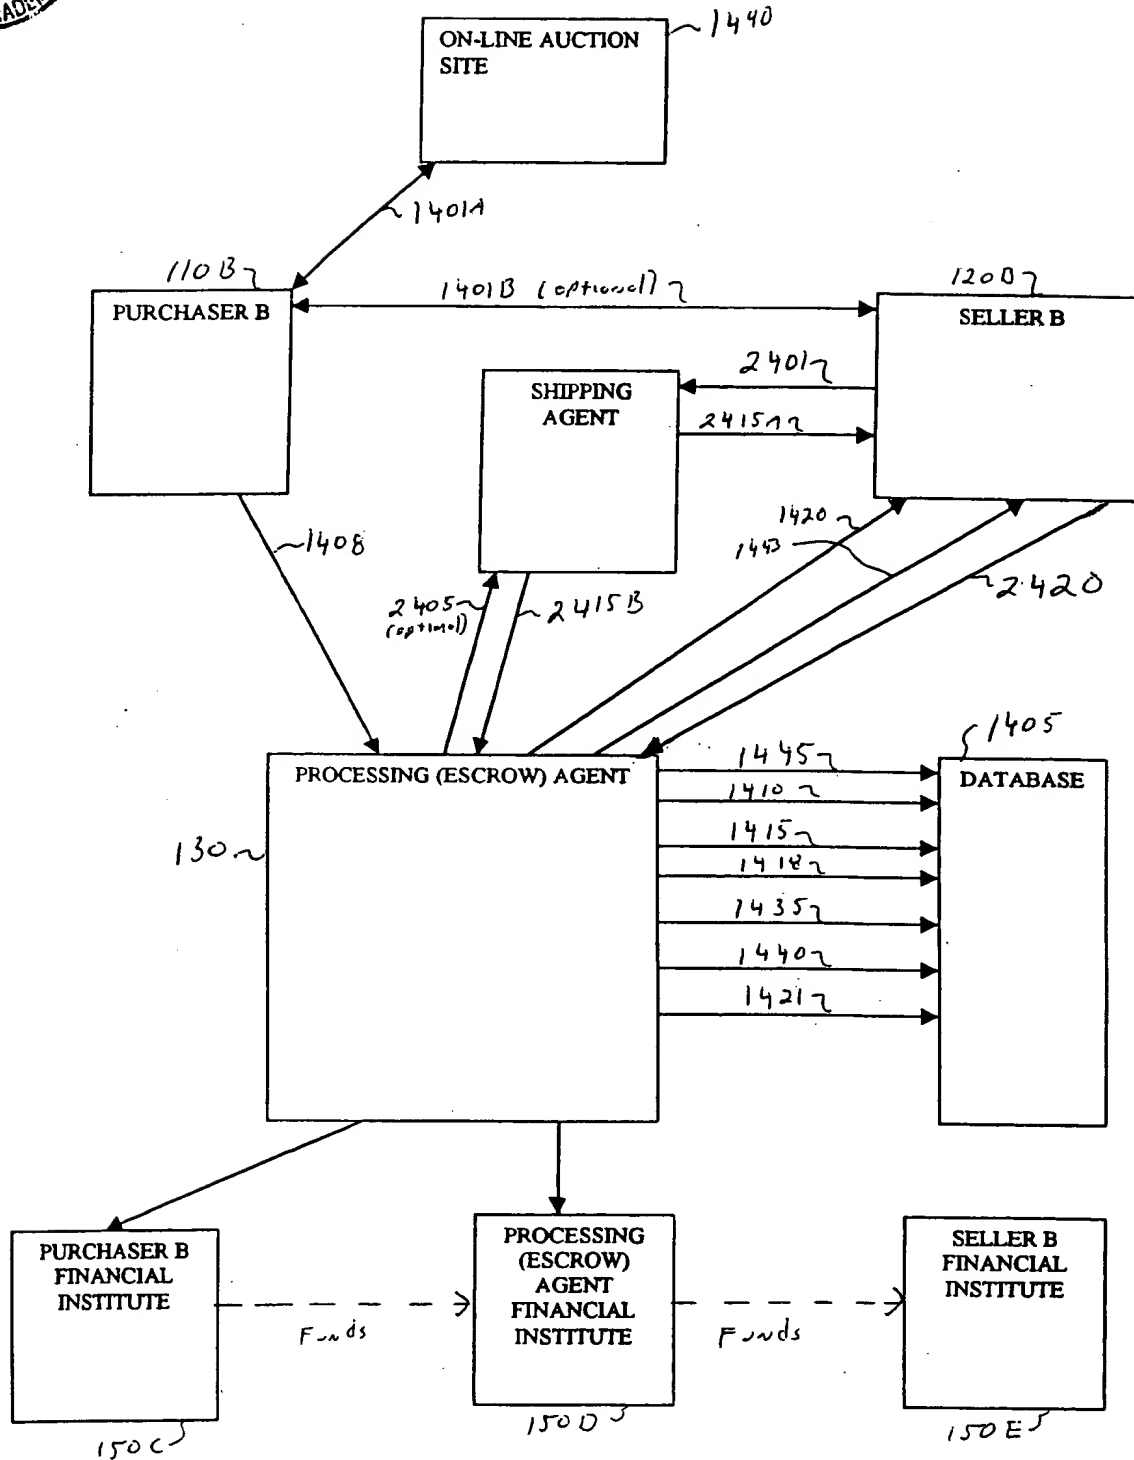 1440
ON-LINE AUCTION
SITE
1401A
110B
1401B (optional)
120B
PURCHASER B
SELLER B
2401
SHIPPING
AGENT
2415A
1420
1408
1443
2405
(optional)
2415B
2420
1405
1445
PROCESSING (ESCROW) AGENT
DATABASE
1410
130
1415
1418
1435
1440
1421
PURCHASER B
FINANCIAL
INSTITUTE
PROCESSING
(ESCROW)
AGENT
FINANCIAL
INSTITUTE
SELLER B
FINANCIAL
INSTITUTE
Funds
Funds
150C
150D
150E